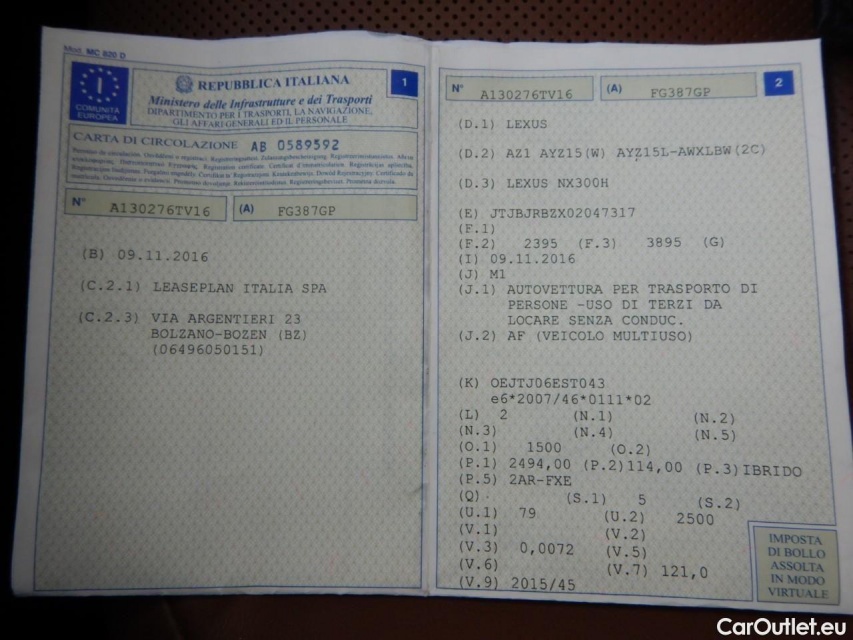 Mod. MC 820 D
I
COMUNITÀ
EUROPEA
REPUBBLICA ITALIANA
Ministero delle Infrastrutture e dei Trasporti
DIPARTIMENTO PER I TRASPORTI, LA NAVIGAZIONE,
GLI AFFARI GENERALI ED IL PERSONALE
1
CARTA DI CIRCOLAZIONE AB 0589592
N° A130276TV16 (A) FG387GP
(B) 09.11.2016
(C.2.1) LEASEPLAN ITALIA SPA
(C.2.3) VIA ARGENTIERI 23
BOLZANO-BOZEN (BZ)
(06496050151)
N° A130276TV16 (A) FG387GP
2
(D.1) LEXUS
(D.2) AZ1 AYZ15(W) AYZ15L-AWXLBW(2C)
(D.3) LEXUS NX300H
(E) JTJBJRBZX02047317
(F.1)
(F.2) 2395 (F.3) 3895 (G)
(I) 09.11.2016
(J) M1
(J.1) AUTOVETTURA PER TRASPORTO DI
PERSONE -USO DI TERZI DA
LOCARE SENZA CONDUC.
(J.2) AF (VEICOLO MULTIUSO)
(K) OEJTJ06EST043
e6*2007/46*0111*02
(L) 2 (N.1) (N.2)
(N.3) (N.4) (N.5)
(O.1) 1500 (O.2)
(P.1) 2494,00 (P.2)114,00 (P.3)IBRIDO
(P.5) 2AR-FXE
(Q) (S.1) 5 (S.2)
(U.1) 79 (U.2) 2500
(V.1) (V.2)
(V.3) 0,0072 (V.5)
(V.6) (V.7) 121,0
(V.9) 2015/45
IMPOSTA
DI BOLLO
ASSOLTA
IN MODO
VIRTUALE
CarOutlet.eu